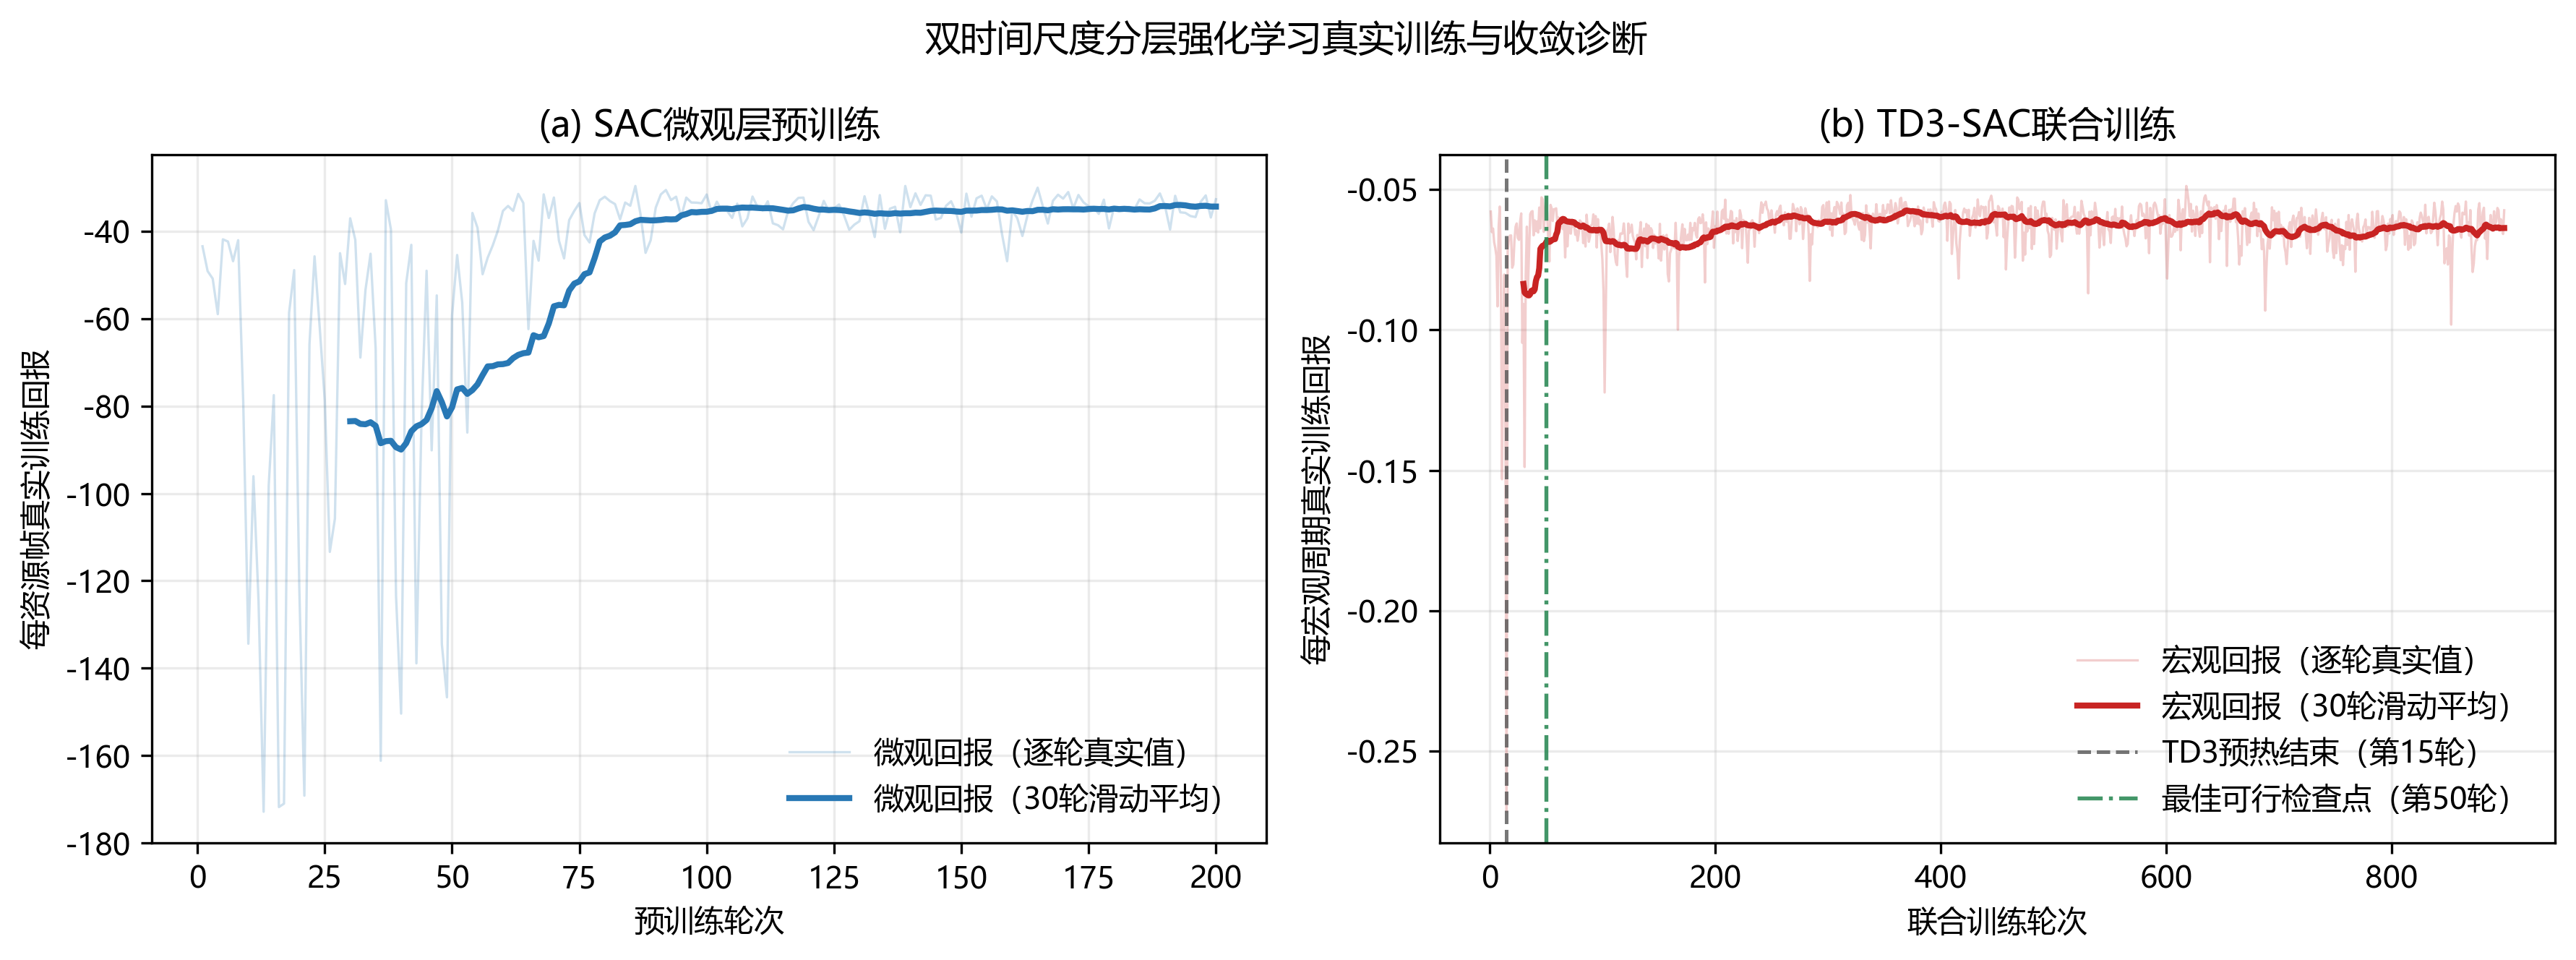 双时间尺度分层强化学习真实训练与收敛诊断
(a) SAC微观层预训练
每资源帧真实训练回报
-40
-60
-80
-100
-120
-140
-160
-180
0 25 50 75 100 125 150 175 200
预训练轮次
微观回报（逐轮真实值）
微观回报（30轮滑动平均）
(b) TD3-SAC联合训练
每宏观周期真实训练回报
-0.05
-0.10
-0.15
-0.20
-0.25
0 200 400 600 800
联合训练轮次
宏观回报（逐轮真实值）
宏观回报（30轮滑动平均）
TD3预热结束（第15轮）
最佳可行检查点（第50轮）